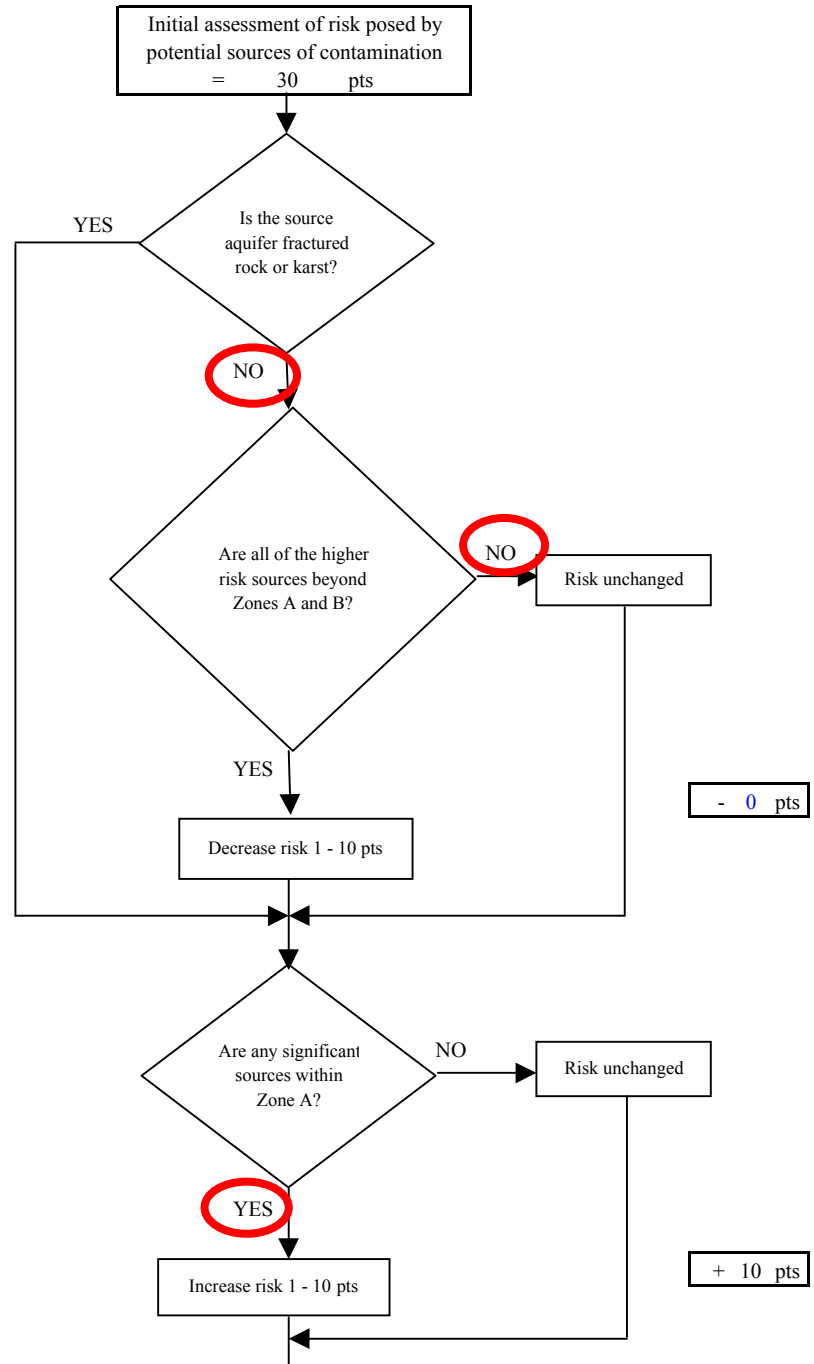 Initial assessment of risk posed by
potential sources of contamination
= 30 pts
YES
Is the source
aquifer fractured
rock or karst?
NO
Are all of the higher
risk sources beyond
Zones A and B?
NO
Risk unchanged
YES
- 0 pts
Decrease risk 1 - 10 pts
Are any significant
sources within
Zone A?
NO
Risk unchanged
YES
+ 10 pts
Increase risk 1 - 10 pts